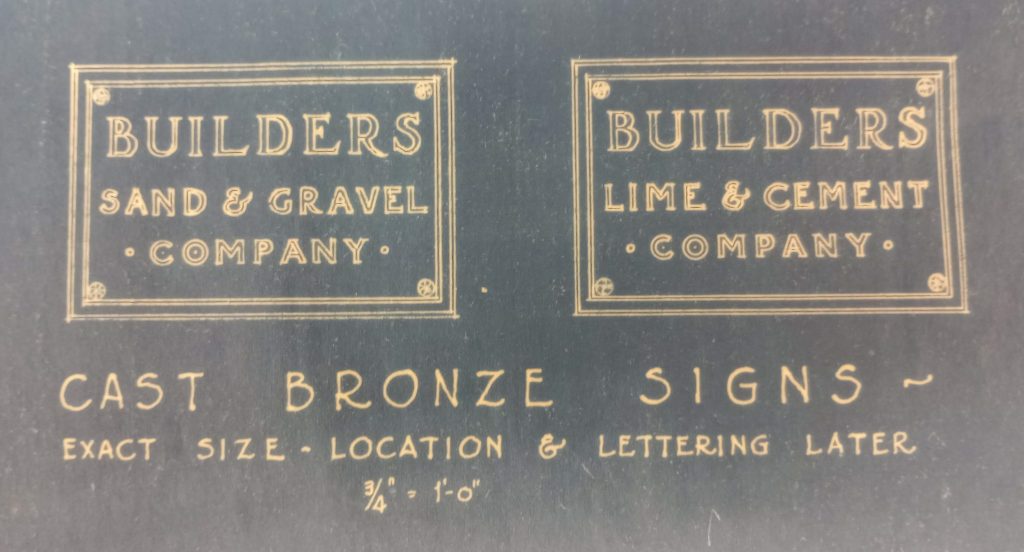 BUILDERS
SAND & GRAVEL
· COMPANY ·
BUILDERS
LIME & CEMENT
· COMPANY ·
CAST BRONZE SIGNS ~
EXACT SIZE - LOCATION & LETTERING LATER
3/4" = 1'-0"